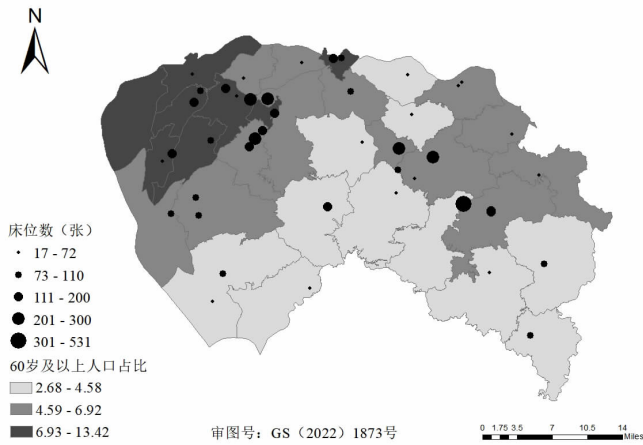 N
床位数（张）
17 - 72
73 - 110
111 - 200
201 - 300
301 - 531
60岁及以上人口占比
2.68 - 4.58
4.59 - 6.92
6.93 - 13.42
审图号：GS（2022）1873号
0 1.75 3.5 7 10.5 14
Miles